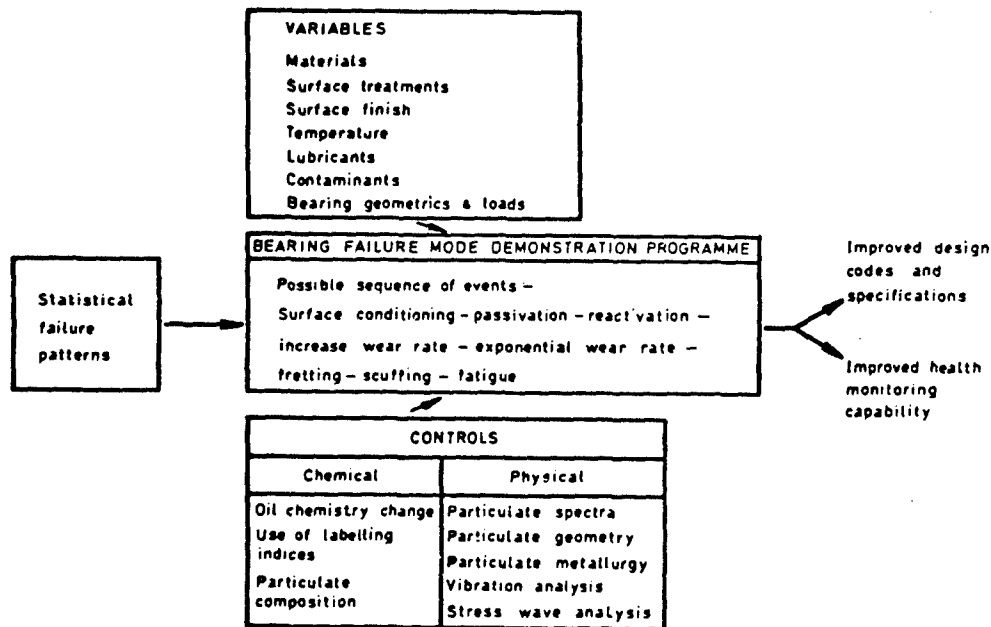 VARIABLES
Materials
Surface treatments
Surface finish
Temperature
Lubricants
Contaminants
Bearing geometrics & loads
BEARING FAILURE MODE DEMONSTRATION PROGRAMME
Possible sequence of events –
Surface conditioning – passivation – reactivation –
increase wear rate – exponential wear rate –
fretting – scuffing – fatigue
Statistical
failure
patterns
Improved design
codes and
specifications
Improved health
monitoring
capability
CONTROLS
Chemical
Oil chemistry change
Use of labelling
indices
Particulate
composition
Physical
Particulate spectra
Particulate geometry
Particulate metallurgy
Vibration analysis
Stress wave analysis